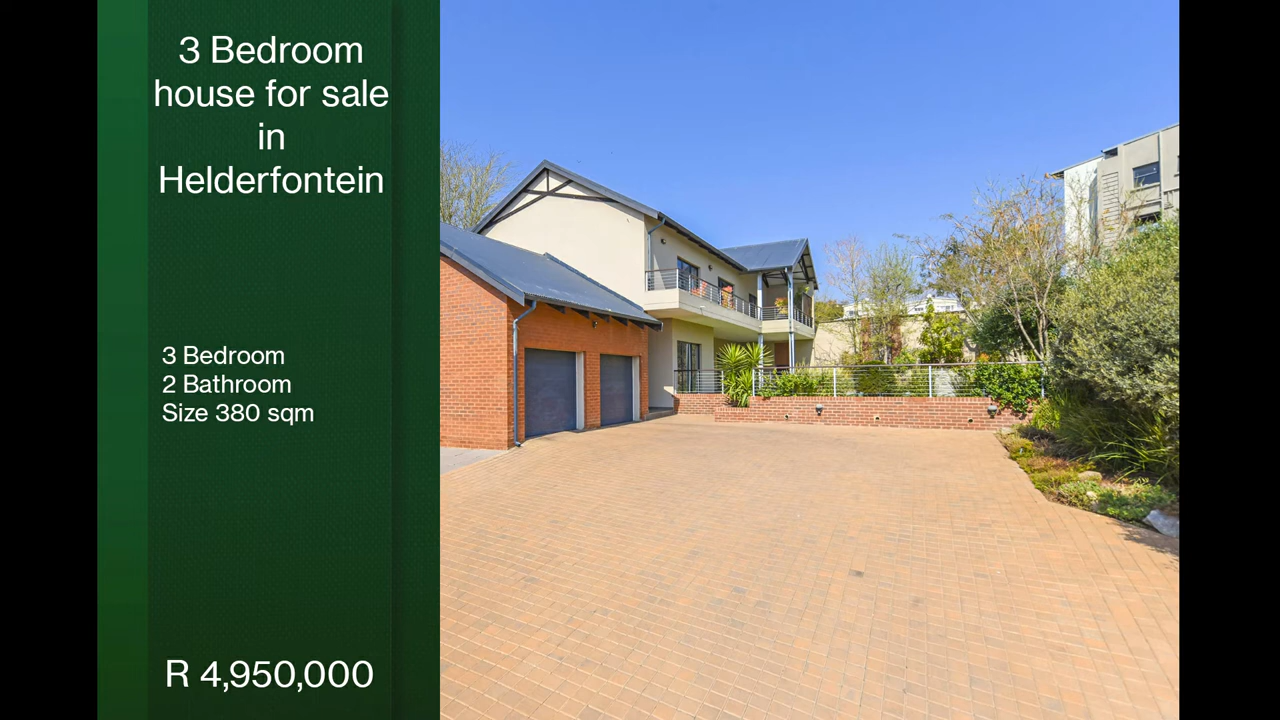 3 Bedroom
house for sale
in
Helderfontein
3 Bedroom
2 Bathroom
Size 380 sqm
R 4,950,000